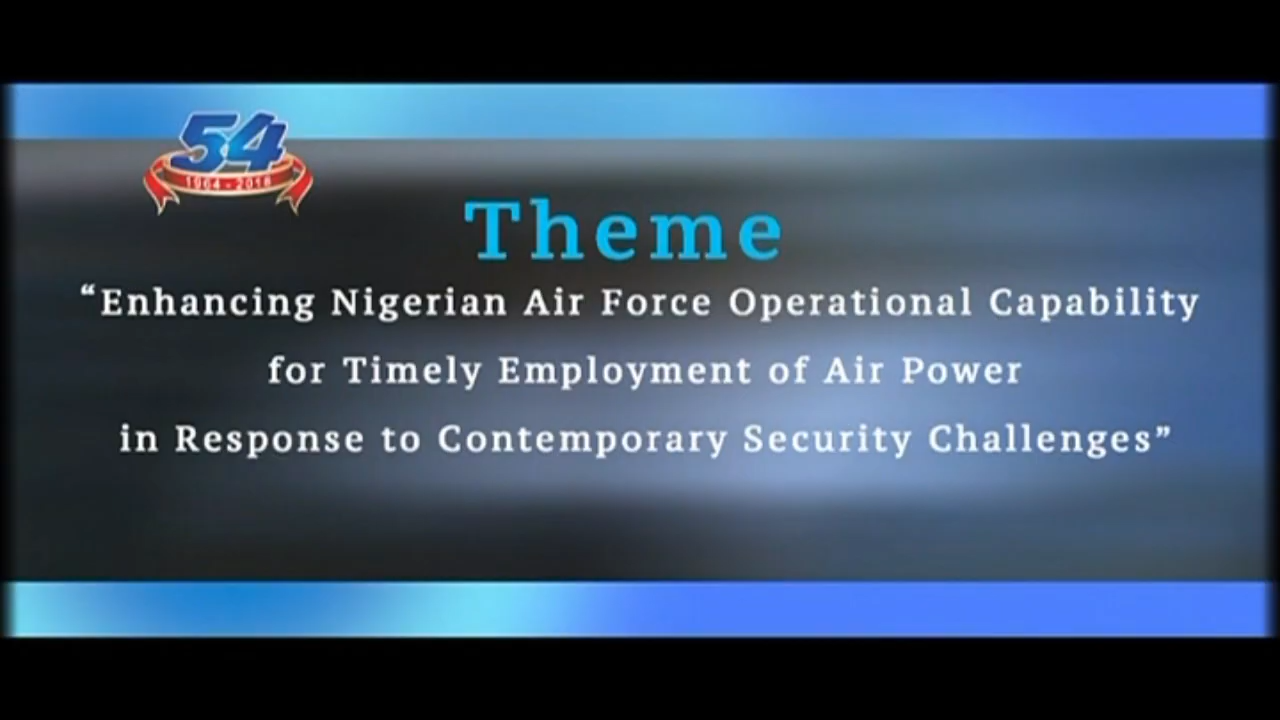 54
1964 - 2018
Theme
“Enhancing Nigerian Air Force Operational Capability
for Timely Employment of Air Power
in Response to Contemporary Security Challenges”